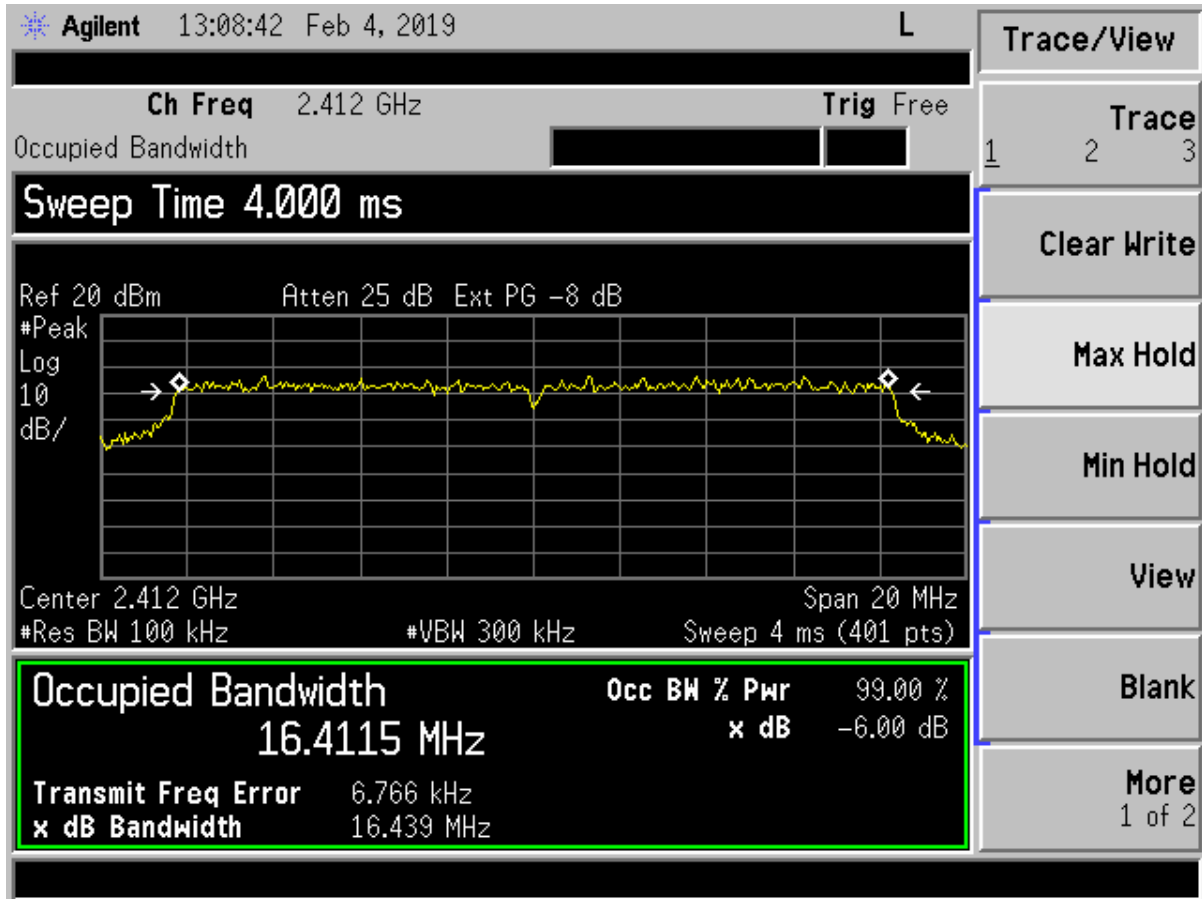 Agilent 13:08:42 Feb 4, 2019 L
Trace/View
Ch Freq 2.412 GHz Trig Free
Occupied Bandwidth
Trace
1 2 3
Sweep Time 4.000 ms
Clear Write
Ref 20 dBm Atten 25 dB Ext PG -8 dB
#Peak
Log
10
dB/
Max Hold
Min Hold
View
Center 2.412 GHz Span 20 MHz
#Res BW 100 kHz #VBW 300 kHz Sweep 4 ms (401 pts)
Occupied Bandwidth Occ BW % Pwr 99.00 %
16.4115 MHz x dB -6.00 dB
Transmit Freq Error 6.766 kHz
x dB Bandwidth 16.439 MHz
Blank
More
1 of 2